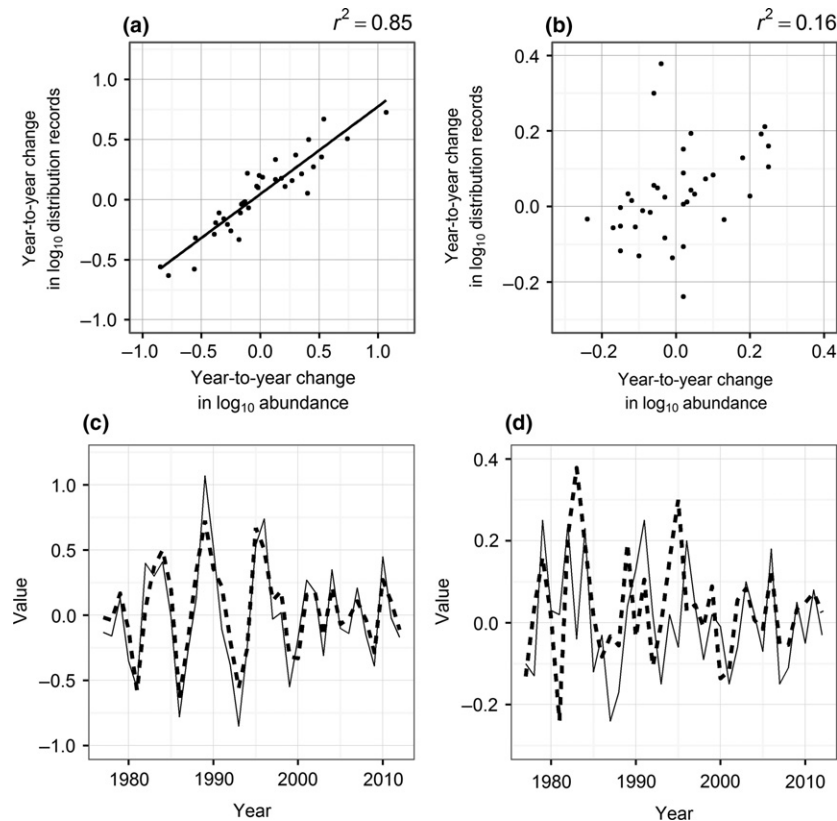 (a)
r² = 0.85
1.0
0.5
0.0
−0.5
−1.0
Year-to-year change
in log₁₀ distribution records
−1.0 −0.5 0.0 0.5 1.0
Year-to-year change
in log₁₀ abundance
(b)
r² = 0.16
0.4
0.2
0.0
−0.2
Year-to-year change
in log₁₀ distribution records
−0.2 0.0 0.2 0.4
Year-to-year change
in log₁₀ abundance
(c)
1.0
0.5
0.0
−0.5
−1.0
Value
1980 1990 2000 2010
Year
(d)
0.4
0.2
0.0
−0.2
Value
1980 1990 2000 2010
Year